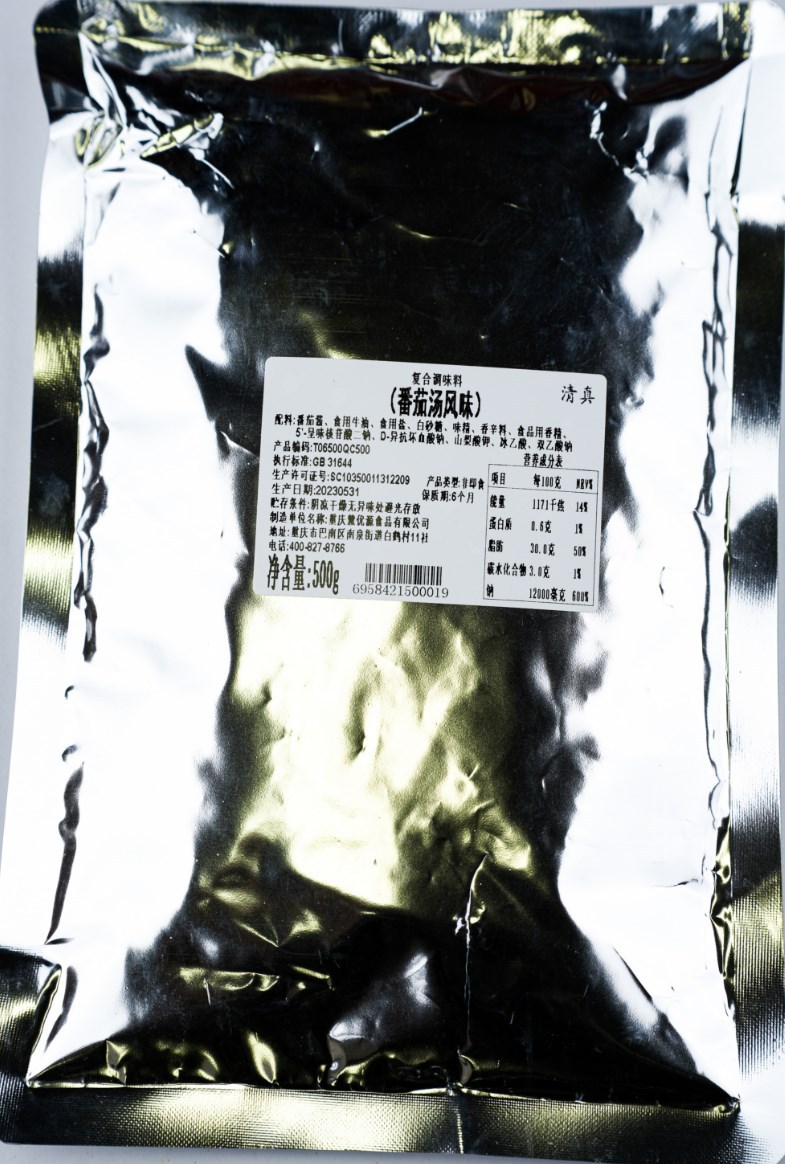 复合调味料
(番茄汤风味)
清真
配料:番茄酱、食用牛油、食用盐、白砂糖、味精、香辛料、食品用香精、
5'-呈味核苷酸二钠、D-异抗坏血酸钠、山梨酸钾、冰乙酸、双乙酸钠
产品编码:T06500QC500
执行标准:GB 31644
生产许可证号:SC10350011312209
产品类型:非即食
生产日期:20230531
保质期:6个月
贮存条件:阴凉干燥无异味处避光存放
制造单位名称:重庆 优源食品有限公司
地址:重庆市巴南区南泉街道白鹤村11社
电话:400-827-8766
净含量:500g
6958421500019
营养成分表
项目 每100克 NRV%
能量 1171千焦 14%
蛋白质 0.6克 1%
脂肪 30.0克 50%
碳水化合物 3.0克 1%
钠 12000毫克 600%